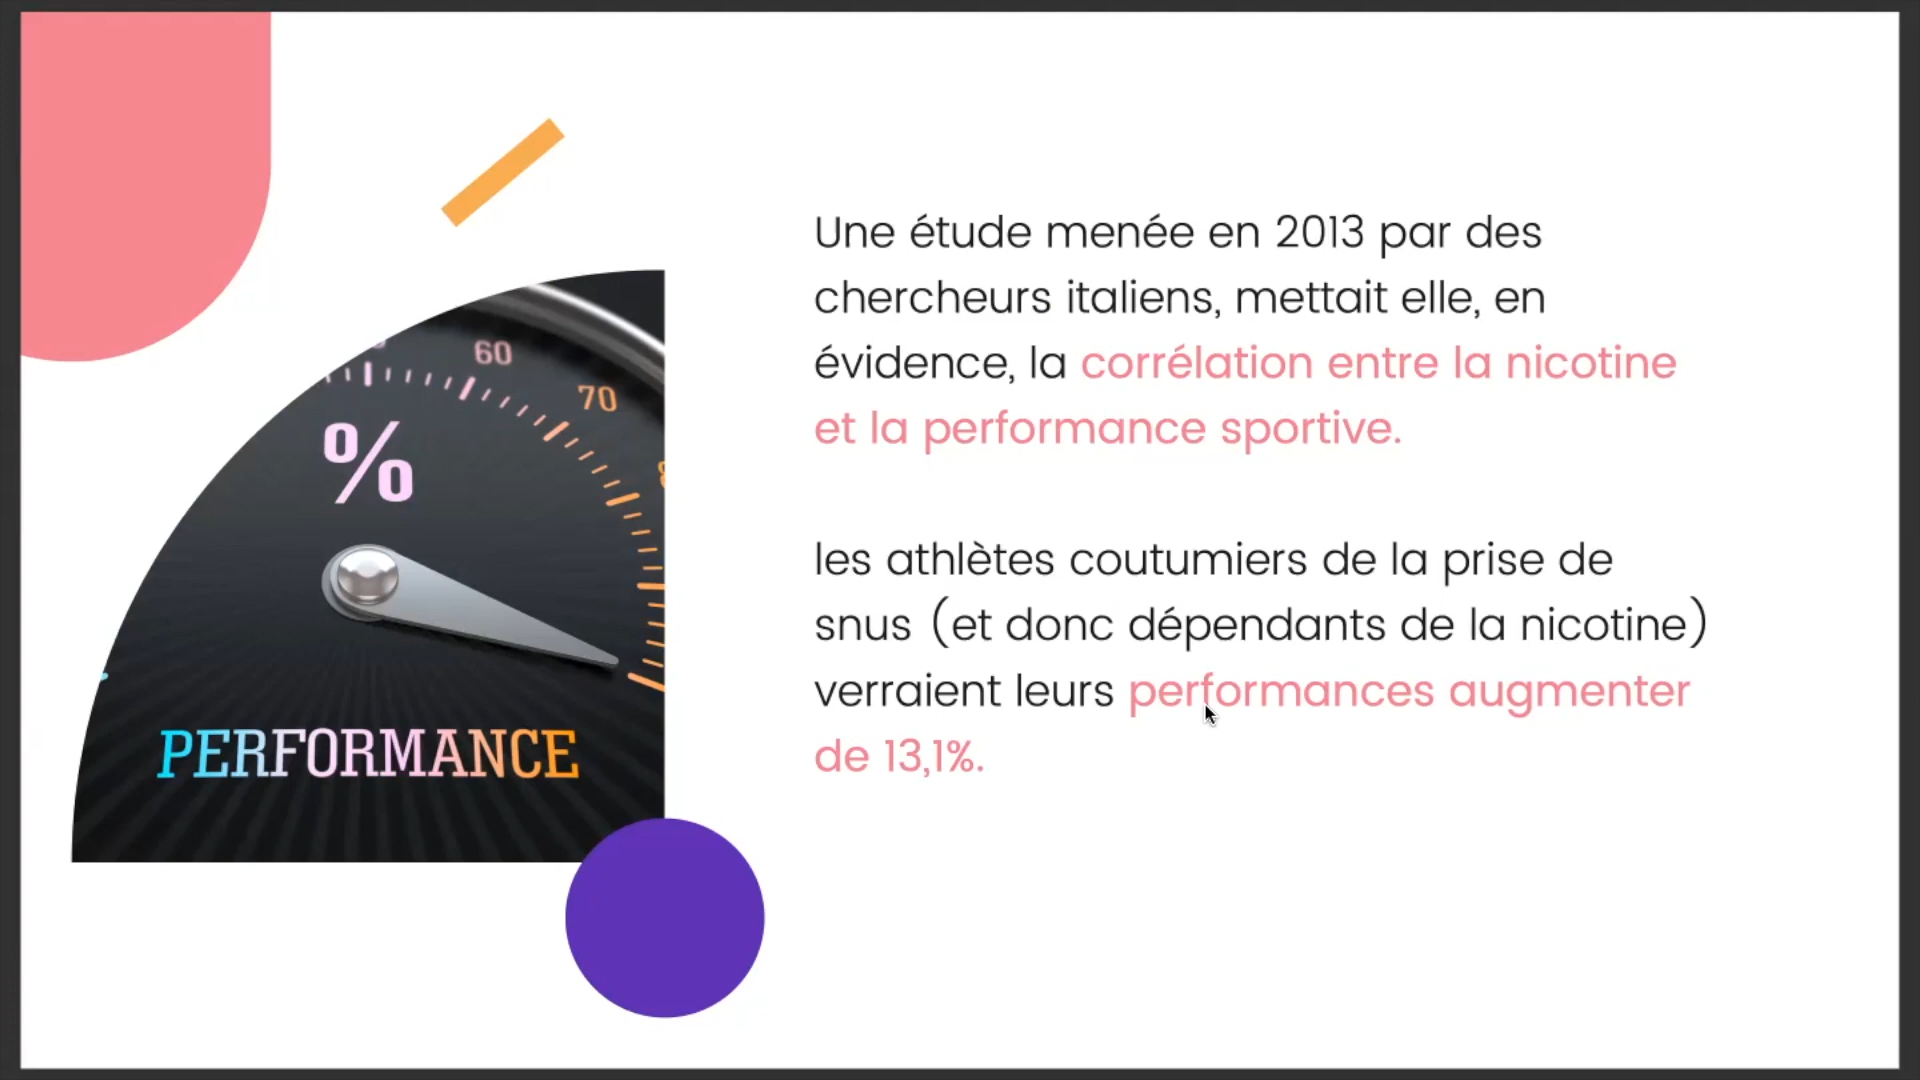 Une étude menée en 2013 par des
chercheurs italiens, mettait elle, en
évidence, la corrélation entre la nicotine
et la performance sportive.
les athlètes coutumiers de la prise de
snus (et donc dépendants de la nicotine)
verraient leurs performances augmenter
de 13,1%.
60
70
%
PERFORMANCE